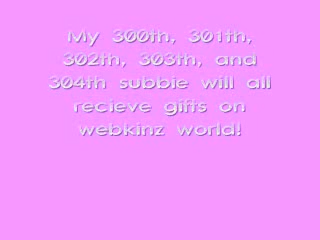 My 300th, 301th,
302th, 303th, and
304th subbie will all
recieve gifts on
webkinz world!